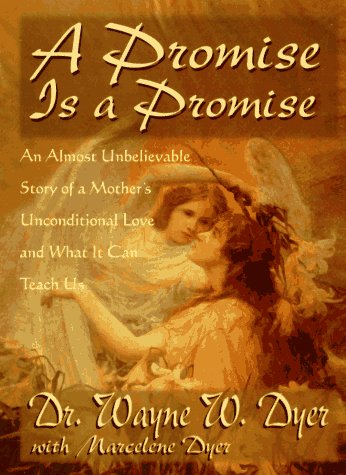 A Promise
Is a Promise
An Almost Unbelievable
Story of a Mother's
Unconditional Love
and What It Can
Teach Us
Dr. Wayne W. Dyer
with Marcelene Dyer